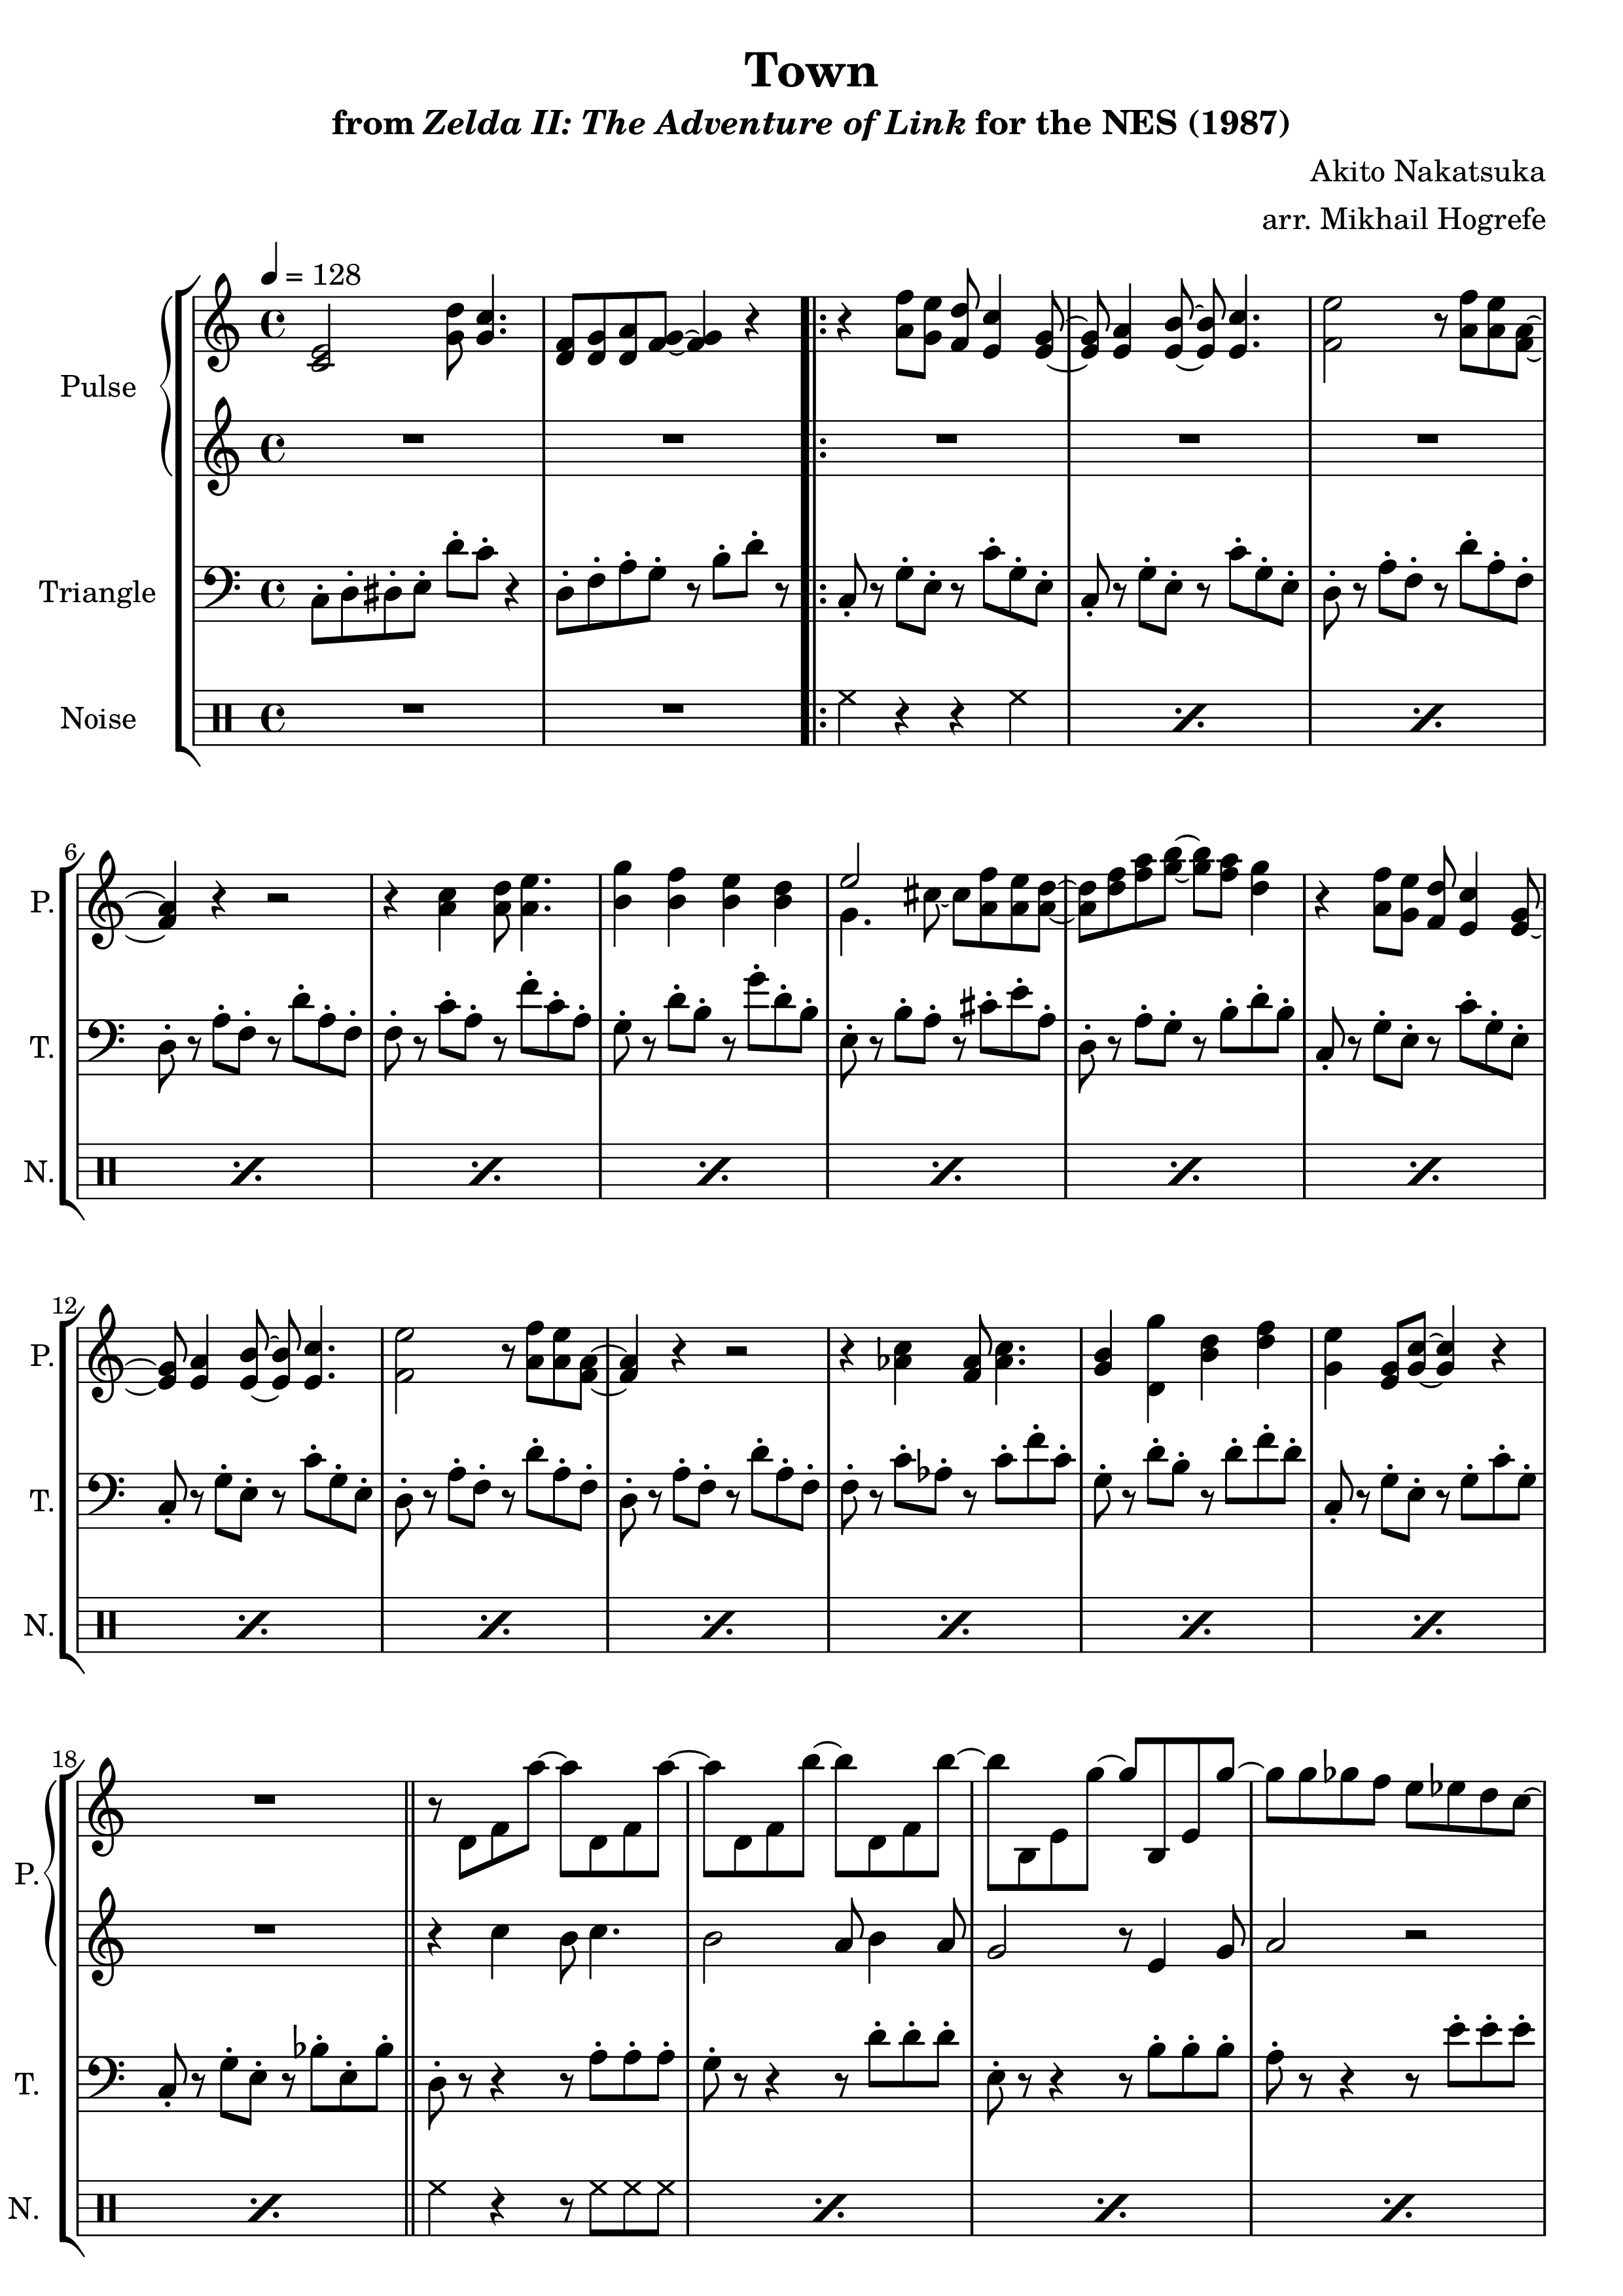 Town
from Zelda II: The Adventure of Link for the NES (1987)
Akito Nakatsuka
arr. Mikhail Hogrefe
= 128
Pulse
Triangle
Noise
6
P.
T.
N.
12
P.
T.
N.
18
P.
T.
N.